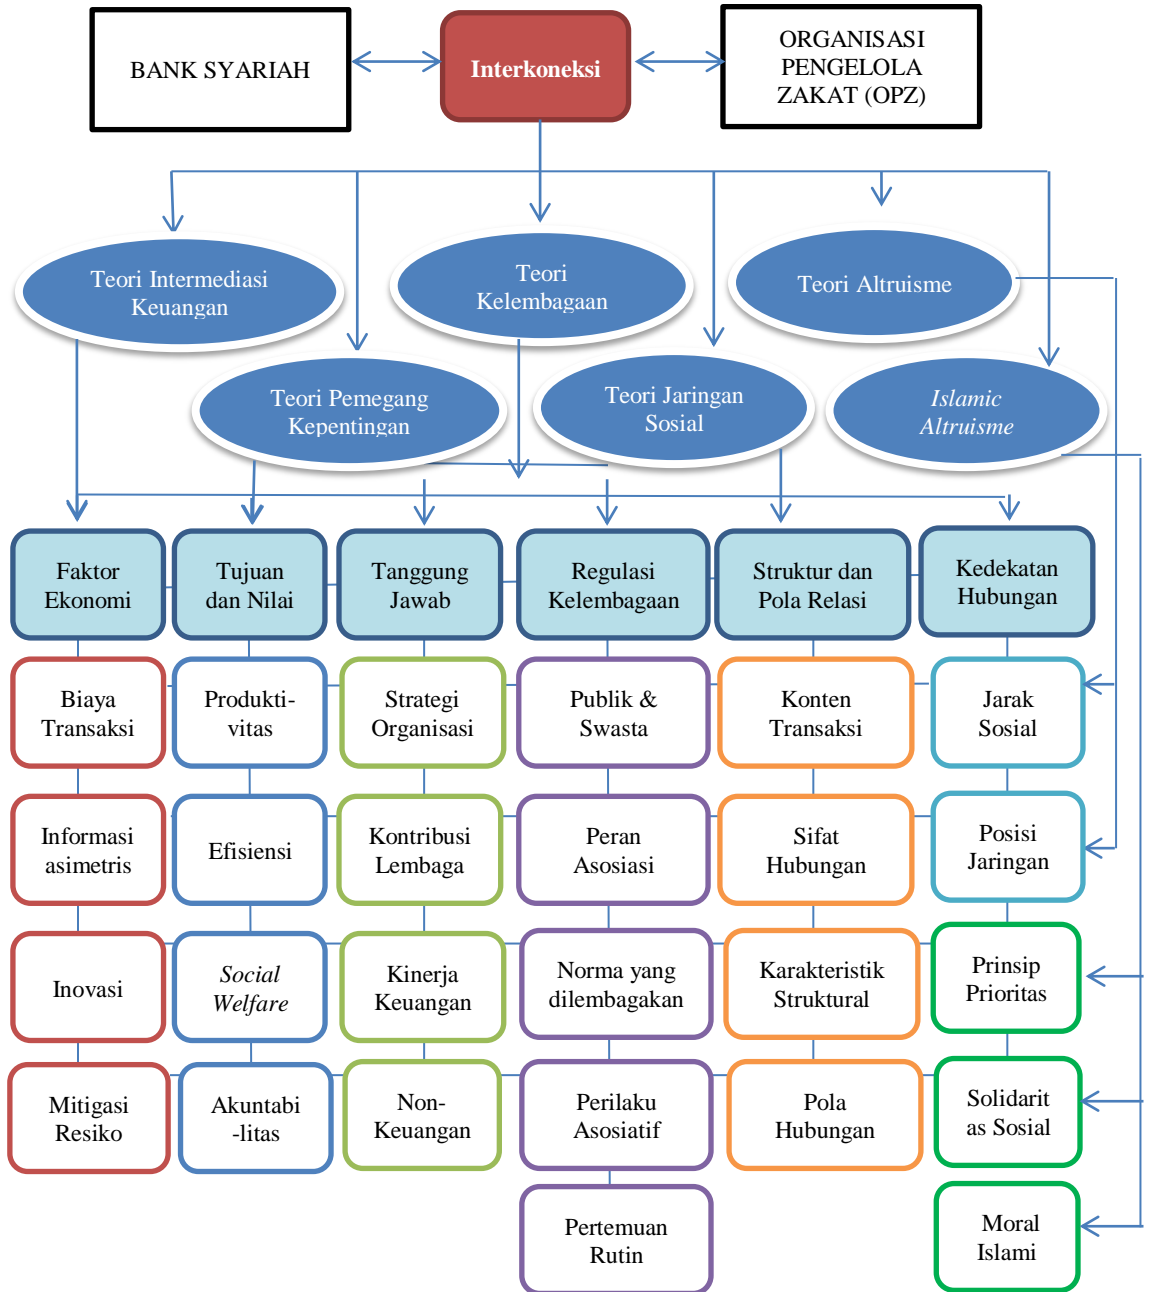 BANK SYARIAH
Interkoneksi
ORGANISASI
PENGELOLA
ZAKAT (OPZ)
Teori Intermediasi
Keuangan
Teori
Kelembagaan
Teori Altruisme
Teori Pemegang
Kepentingan
Teori Jaringan
Sosial
Islamic
Altruisme
Faktor
Ekonomi
Tujuan
dan Nilai
Tanggung
Jawab
Regulasi
Kelembagaan
Struktur dan
Pola Relasi
Kedekatan
Hubungan
Biaya
Transaksi
Produkti-
vitas
Strategi
Organisasi
Publik &
Swasta
Konten
Transaksi
Jarak
Sosial
Informasi
asimetris
Efisiensi
Kontribusi
Lembaga
Peran
Asosiasi
Sifat
Hubungan
Posisi
Jaringan
Inovasi
Social
Welfare
Kinerja
Keuangan
Norma yang
dilembagakan
Karakteristik
Struktural
Prinsip
Prioritas
Mitigasi
Resiko
Akuntabi
-litas
Non-
Keuangan
Perilaku
Asosiatif
Pola
Hubungan
Solidarit
as Sosial
Pertemuan
Rutin
Moral
Islami